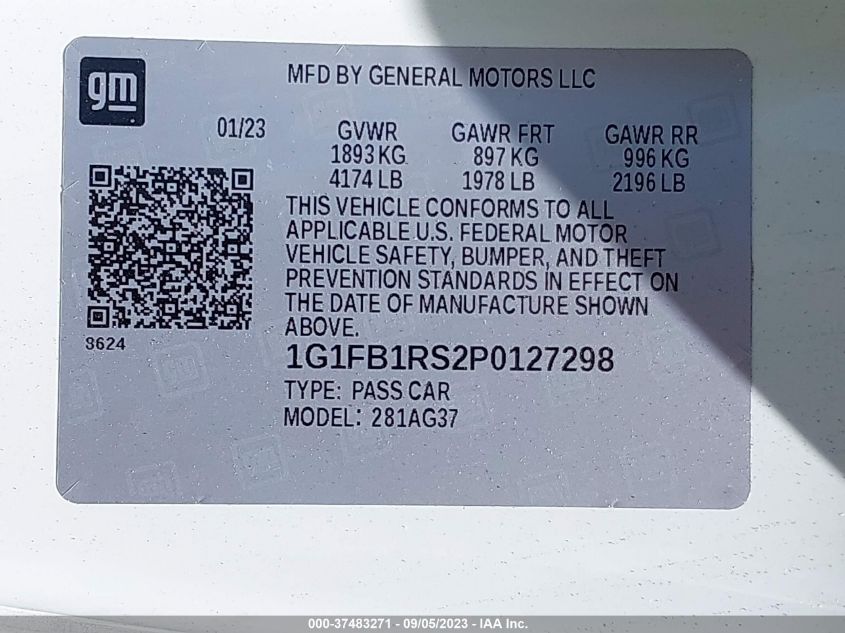 gm
MFD BY GENERAL MOTORS LLC
01/23 GVWR GAWR FRT GAWR RR
1893 KG 897 KG 996 KG
4174 LB 1978 LB 2196 LB
THIS VEHICLE CONFORMS TO ALL
APPLICABLE U.S. FEDERAL MOTOR
VEHICLE SAFETY, BUMPER, AND THEFT
PREVENTION STANDARDS IN EFFECT ON
THE DATE OF MANUFACTURE SHOWN
ABOVE.
3624
1G1FB1RS2P0127298
TYPE: PASS CAR
MODEL: 281AG37
000-37483271 - 09/05/2023 - IAA Inc.